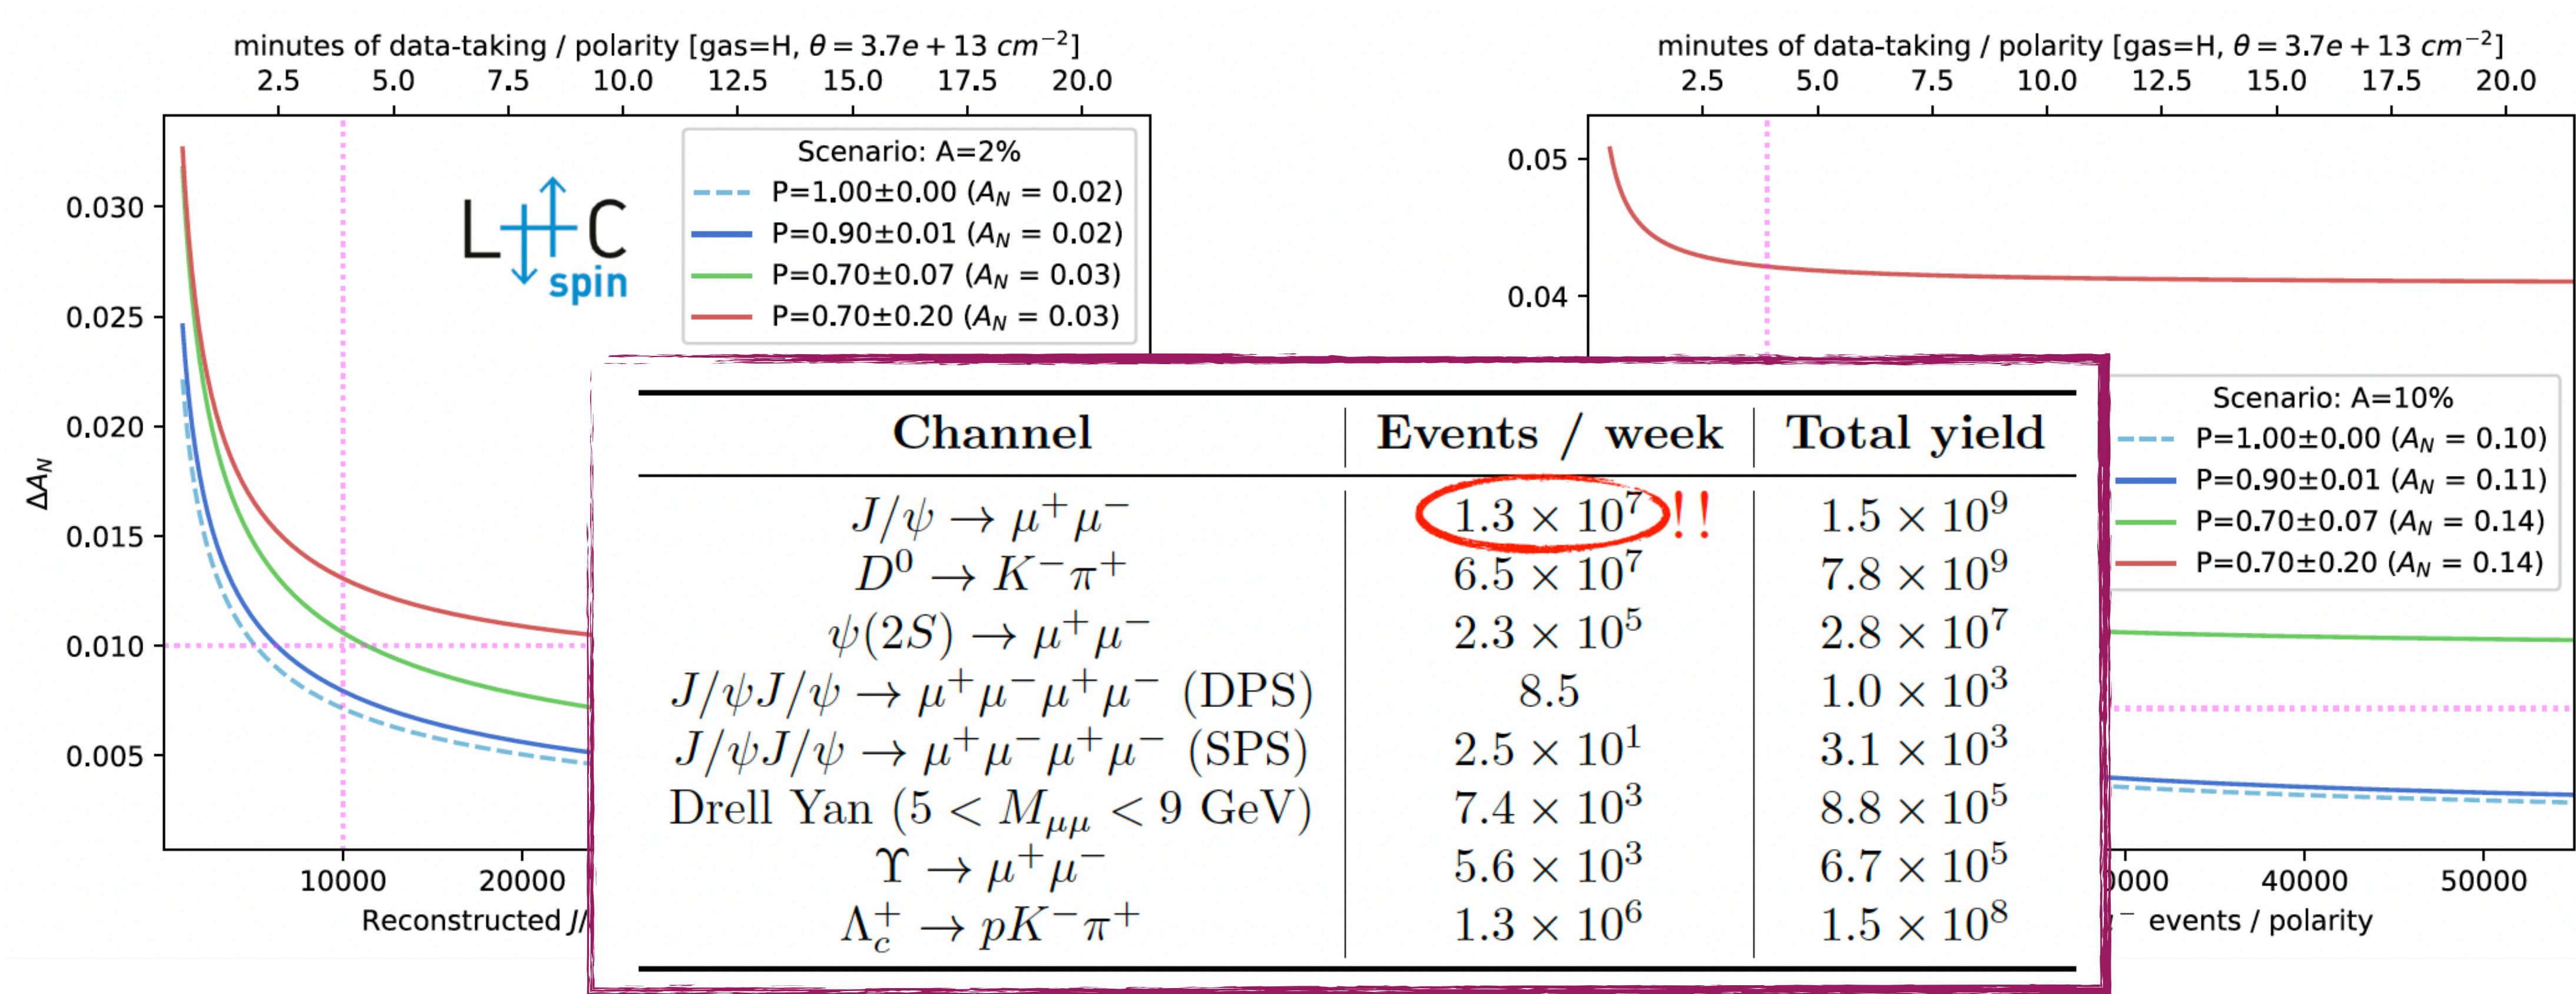 minutes of data-taking / polarity [gas=H, θ = 3.7e + 13 cm⁻²]
2.5 5.0 7.5 10.0 12.5 15.0 17.5 20.0
0.030
0.025
0.020
0.015
0.010
0.005
ΔA_N
L H C
spin
Scenario: A=2%
P=1.00±0.00 (A_N = 0.02)
P=0.90±0.01 (A_N = 0.02)
P=0.70±0.07 (A_N = 0.03)
P=0.70±0.20 (A_N = 0.03)
10000 20000
Reconstructed J/
minutes of data-taking / polarity [gas=H, θ = 3.7e + 13 cm⁻²]
2.5 5.0 7.5 10.0 12.5 15.0 17.5 20.0
0.05
0.04
Scenario: A=10%
P=1.00±0.00 (A_N = 0.10)
P=0.90±0.01 (A_N = 0.11)
P=0.70±0.07 (A_N = 0.14)
P=0.70±0.20 (A_N = 0.14)
40000 50000
⁻ events / polarity
Channel Events / week Total yield
J/ψ → μ⁺μ⁻ 1.3 × 10⁷ !! 1.5 × 10⁹
D⁰ → K⁻π⁺ 6.5 × 10⁷ 7.8 × 10⁹
ψ(2S) → μ⁺μ⁻ 2.3 × 10⁵ 2.8 × 10⁷
J/ψJ/ψ → μ⁺μ⁻μ⁺μ⁻ (DPS) 8.5 1.0 × 10³
J/ψJ/ψ → μ⁺μ⁻μ⁺μ⁻ (SPS) 2.5 × 10¹ 3.1 × 10³
Drell Yan (5 < M_μμ < 9 GeV) 7.4 × 10³ 8.8 × 10⁵
Υ → μ⁺μ⁻ 5.6 × 10³ 6.7 × 10⁵
Λ_c⁺ → pK⁻π⁺ 1.3 × 10⁶ 1.5 × 10⁸